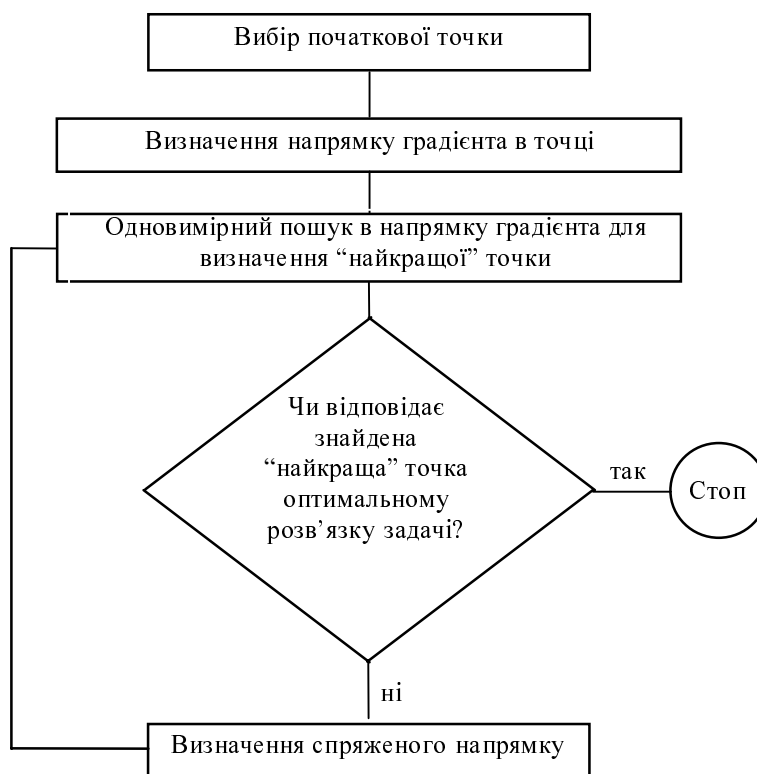 Вибір початкової точки
Визначення напрямку градієнта в точці
Одновимірний пошук в напрямку градієнта для
визначення “найкращої” точки
Чи відповідає
знайдена
“найкраща” точка
оптимальному
розв’язку задачі?
так
Стоп
ні
Визначення спряженого напрямку